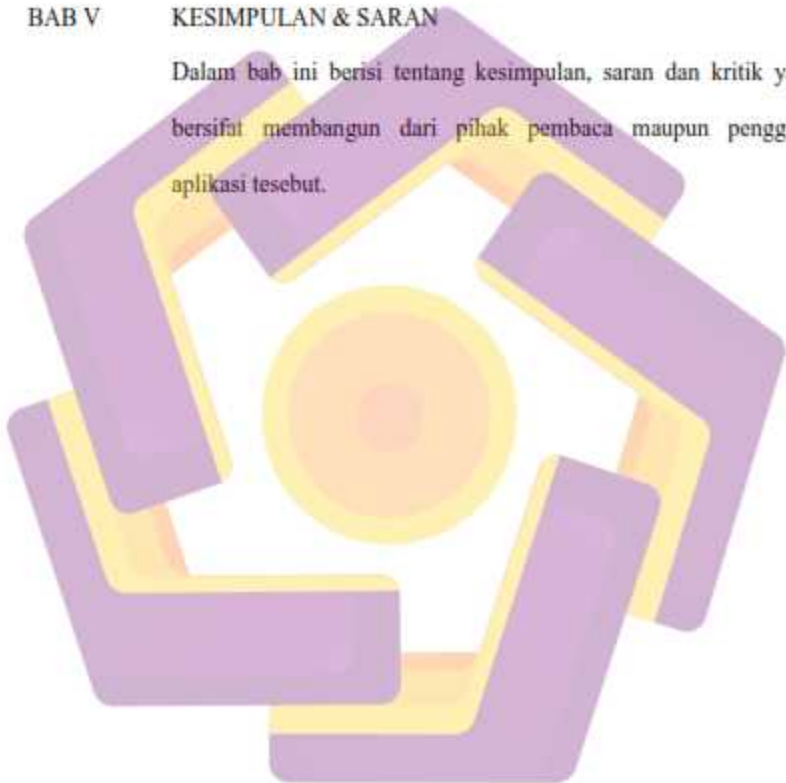 BAB V KESIMPULAN & SARAN
Dalam bab ini berisi tentang kesimpulan, saran dan kritik y
bersifat membangun dari pihak pembaca maupun pengg
aplikasi tesebut.